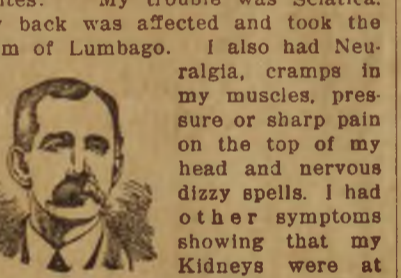 My trouble was Sciatica.
back was affected and took the
m of Lumbago. I also had Neu-
ralgia, cramps in
my muscles, pres-
sure or sharp pain
on the top of my
head and nervous
dizzy spells. I had
other symptoms
showing that my
Kidneys were at